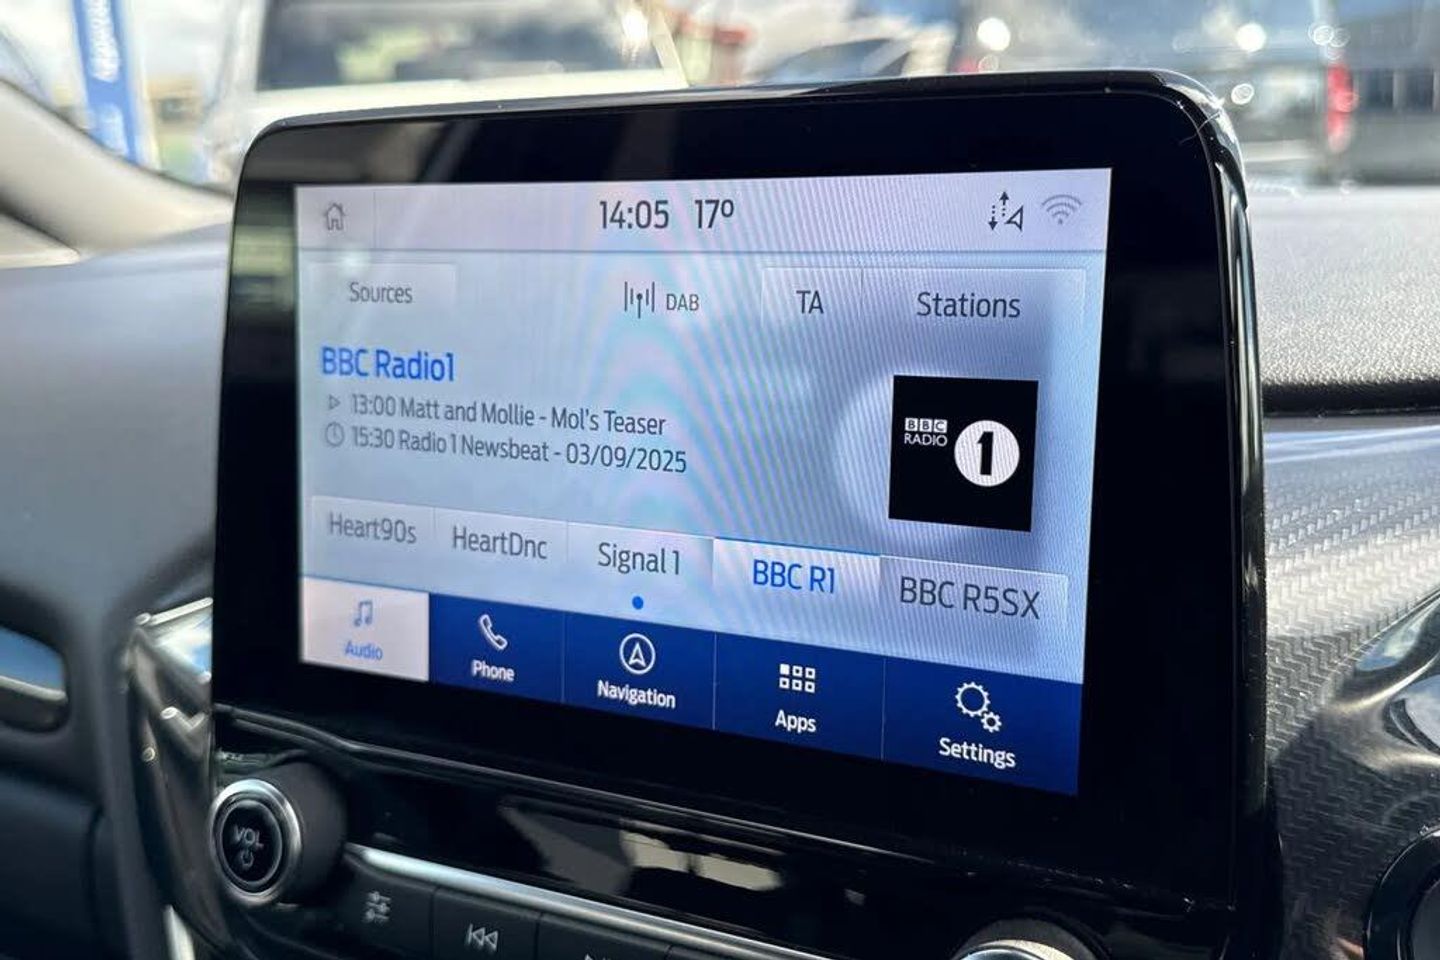 14:05 17°
Sources
DAB
TA
Stations
BBC Radio1
13:00 Matt and Mollie - Mol's Teaser
15:30 Radio 1 Newsbeat - 03/09/2025
BBC
RADIO
1
Heart90s
HeartDnc
Signal 1
BBC R1
BBC R5SX
Audio
Phone
Navigation
Apps
Settings
VOL